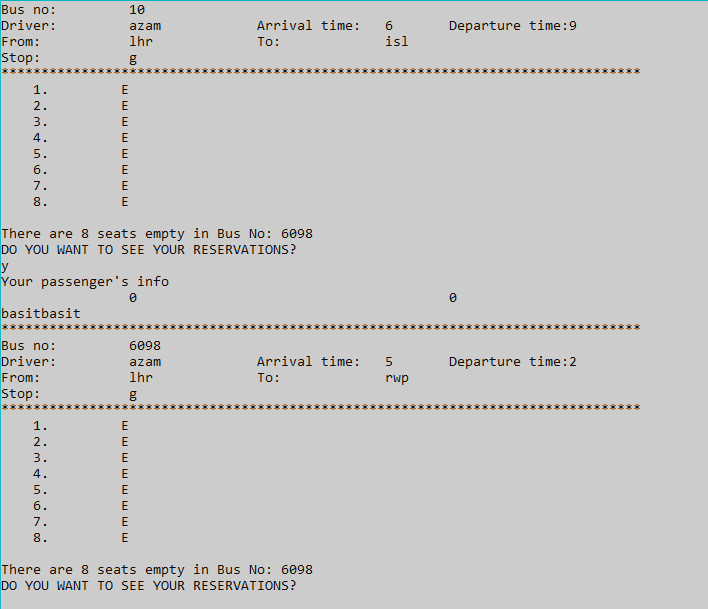 Bus no: 10
Driver: azam Arrival time: 6 Departure time:9
From: lhr To: isl
Stop: g
********************************************************************************
1. E
2. E
3. E
4. E
5. E
6. E
7. E
8. E
There are 8 seats empty in Bus No: 6098
DO YOU WANT TO SEE YOUR RESERVATIONS?
y
Your passenger's info
0 0
basitbasit
********************************************************************************
Bus no: 6098
Driver: azam Arrival time: 5 Departure time:2
From: lhr To: rwp
Stop: g
********************************************************************************
1. E
2. E
3. E
4. E
5. E
6. E
7. E
8. E
There are 8 seats empty in Bus No: 6098
DO YOU WANT TO SEE YOUR RESERVATIONS?